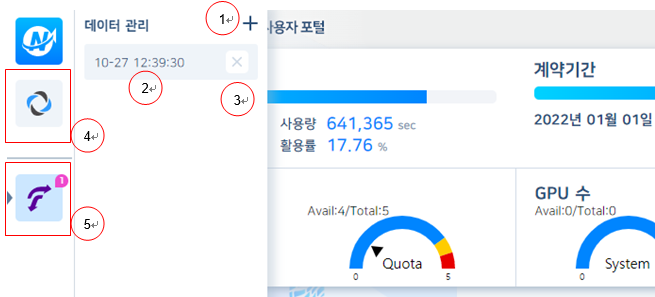 데이터 관리
1
사용자 포털
10-27 12:39:30
2
3
4
1
5
계약기간
2022년 01월 01일
사용량 641,365 sec
활용률 17.76 %
Avail:4/Total:5
Quota
0 5
GPU 수
Avail:0/Total:0
System
0